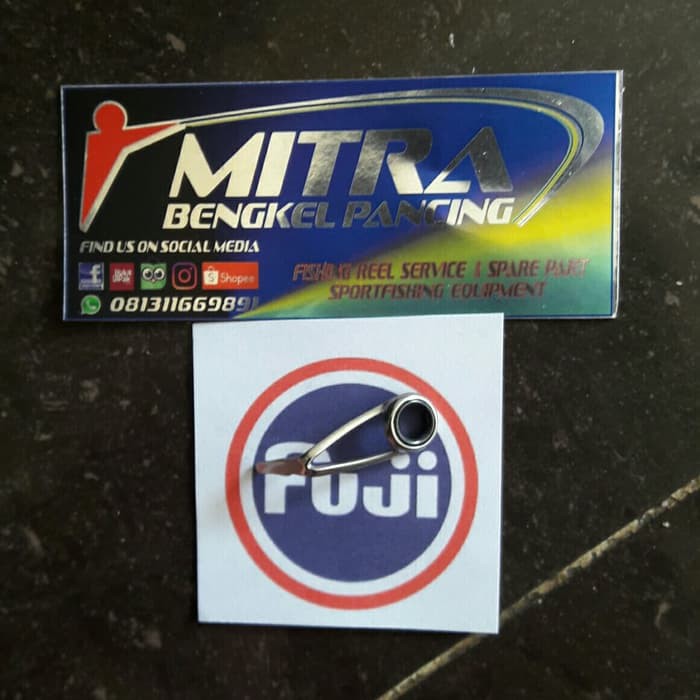 MITRA
BENGKEL PANCING
FIND US ON SOCIAL MEDIA
Shopee
081311669891
FISHING REEL SERVICE | SPARE PART
SPORTFISHING EQUIPMENT
Fuji